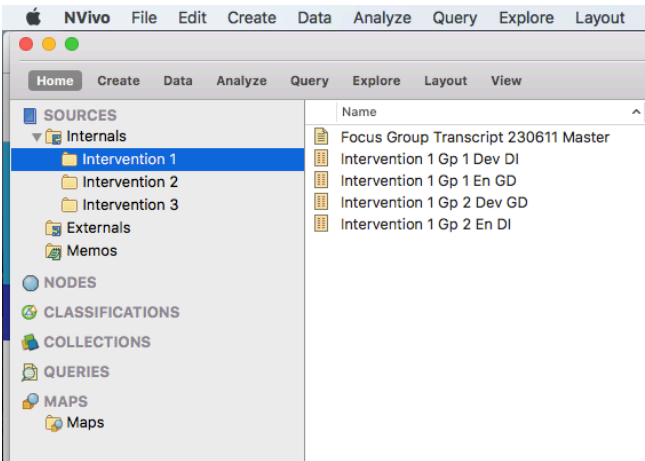 NVivo File Edit Create Data Analyze Query Explore Layout
Home Create Data Analyze Query Explore Layout View
SOURCES
Internals
Intervention 1
Intervention 2
Intervention 3
Externals
Memos
NODES
CLASSIFICATIONS
COLLECTIONS
QUERIES
MAPS
Maps
Name
Focus Group Transcript 230611 Master
Intervention 1 Gp 1 Dev DI
Intervention 1 Gp 1 En GD
Intervention 1 Gp 2 Dev GD
Intervention 1 Gp 2 En DI